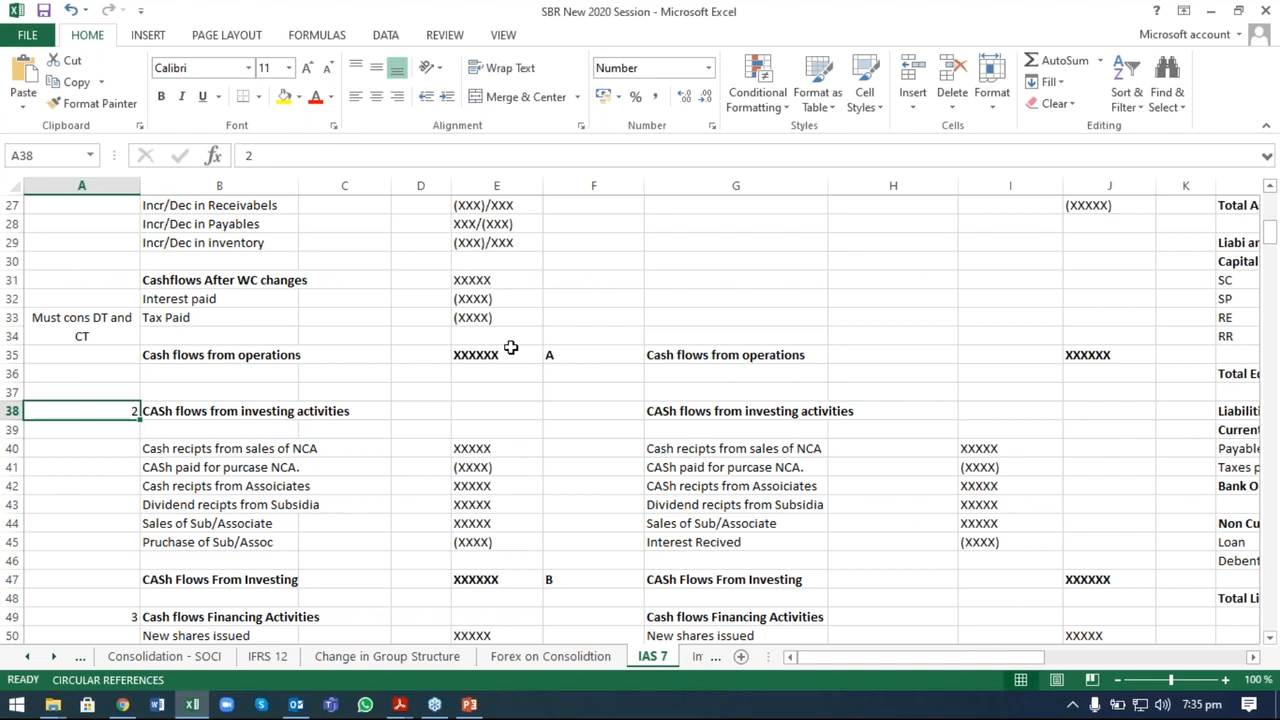 SBR New 2020 Session - Microsoft Excel
FILE HOME INSERT PAGE LAYOUT FORMULAS DATA REVIEW VIEW Microsoft account
Cut
Copy
Format Painter
Paste
Clipboard
Calibri 11
B I U
Font
Wrap Text
Merge & Center
Alignment
Number
%
Number
Conditional Formatting
Format as Table
Cell Styles
Styles
Insert Delete Format
Cells
AutoSum
Fill
Clear
Sort & Filter
Find & Select
Editing
A38 fx 2
A B C D E F G H I J K
27 Incr/Dec in Receivabels (XXX)/XXX (XXXXX) Total A
28 Incr/Dec in Payables XXX/(XXX)
29 Incr/Dec in inventory (XXX)/XXX Liabi ar
30 Capital
31 Cashflows After WC changes XXXXX SC
32 Interest paid (XXXX) SP
33 Must cons DT and Tax Paid (XXXX) RE
34 CT RR
35 Cash flows from operations XXXXXX A Cash flows from operations XXXXXX
36 Total Ec
37
38 2 CASh flows from investing activities CASh flows from investing activities Liabiliti
39 Current
40 Cash recipts from sales of NCA XXXXX Cash recipts from sales of NCA XXXXX Payable
41 CASh paid for purcase NCA. (XXXX) CASh paid for purcase NCA. (XXXX) Taxes p
42 Cash recipts from Assoiciates XXXXX Cash recipts from Assoiciates XXXXX Bank O
43 Dividend recipts from Subsidia XXXXX Dividend recipts from Subsidia XXXXX
44 Sales of Sub/Associate XXXXX Sales of Sub/Associate XXXXX Non Cu
45 Pruchase of Sub/Assoc (XXXX) Interest Recived (XXXX) Loan
46 Debent
47 CASh Flows From Investing XXXXXX B CASh Flows From Investing XXXXXX
48 Total Li
49 3 Cash flows Financing Activities Cash flows Financing Activities
50 New shares issued XXXXX New shares issued XXXXX
... Consolidation - SOCI IFRS 12 Change in Group Structure Forex on Consolidtion IAS 7 In ...
READY CIRCULAR REFERENCES 100 %
7:35 pm